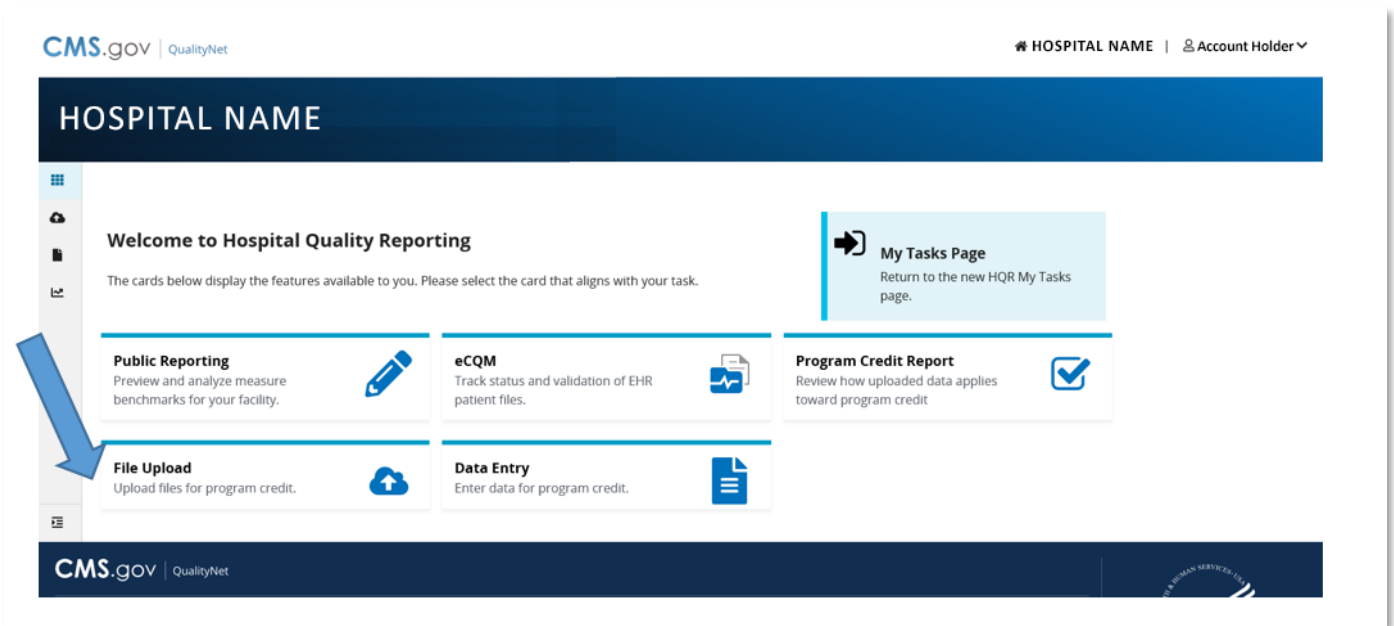 CMS.gov | QualityNet
HOSPITAL NAME | Account Holder
HOSPITAL NAME
Welcome to Hospital Quality Reporting
The cards below display the features available to you. Please select the card that aligns with your task.
My Tasks Page
Return to the new HQR My Tasks
page.
Public Reporting
Preview and analyze measure
benchmarks for your facility.
eCQM
Track status and validation of EHR
patient files.
Program Credit Report
Review how uploaded data applies
toward program credit
File Upload
Upload files for program credit.
Data Entry
Enter data for program credit.
CMS.gov | QualityNet
& HUMAN SERVICES·USA